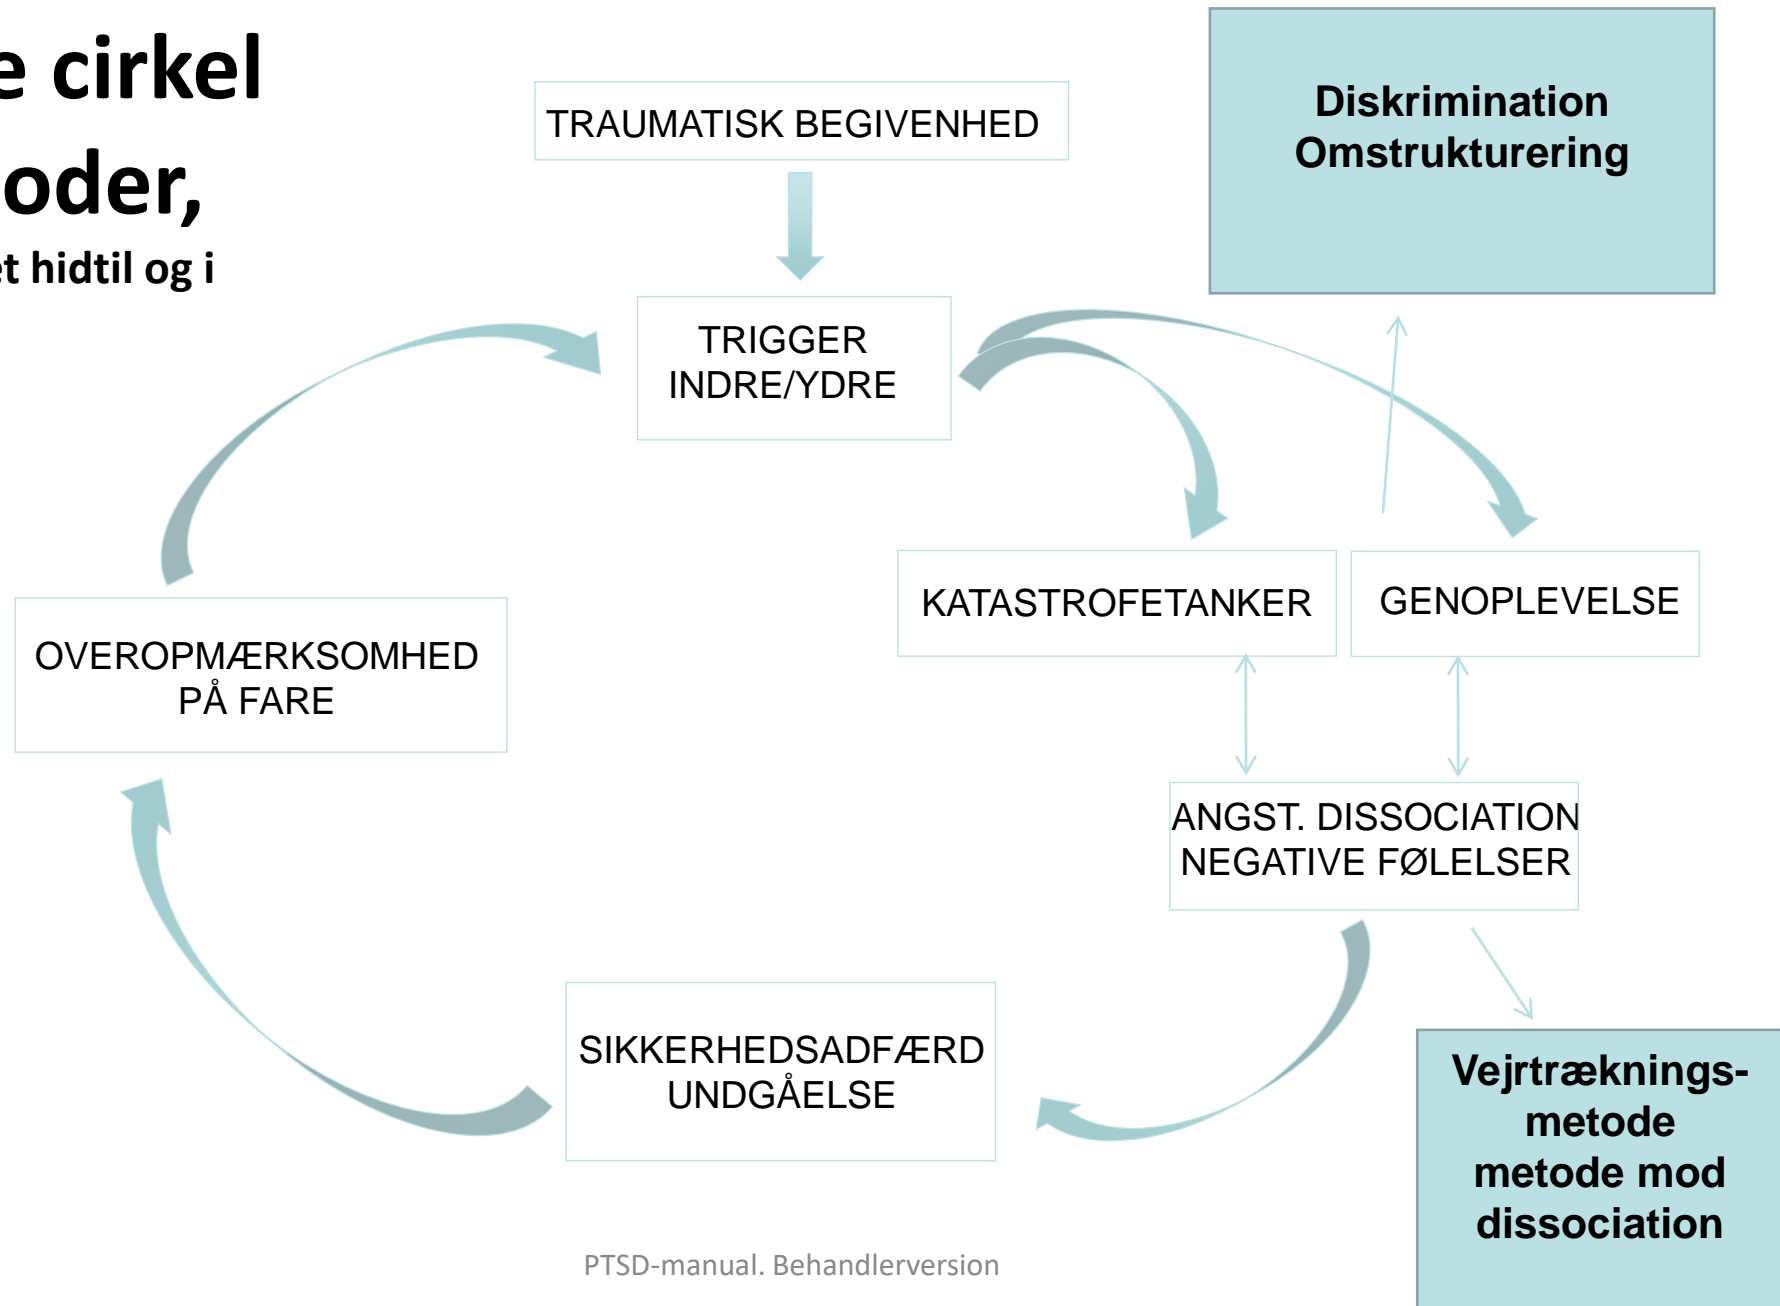 e cirkel
oder,
et hidtil og i
TRAUMATISK BEGIVENHED
Diskrimination
Omstrukturering
TRIGGER
INDRE/YDRE
KATASTROFETANKER
GENOPLEVELSE
OVEROPMÆRKSOMHED
PÅ FARE
ANGST. DISSOCIATION
NEGATIVE FØLELSER
SIKKERHEDSADFÆRD
UNDGÅELSE
Vejrtræknings-
metode
metode mod
dissociation
PTSD-manual. Behandlerversion